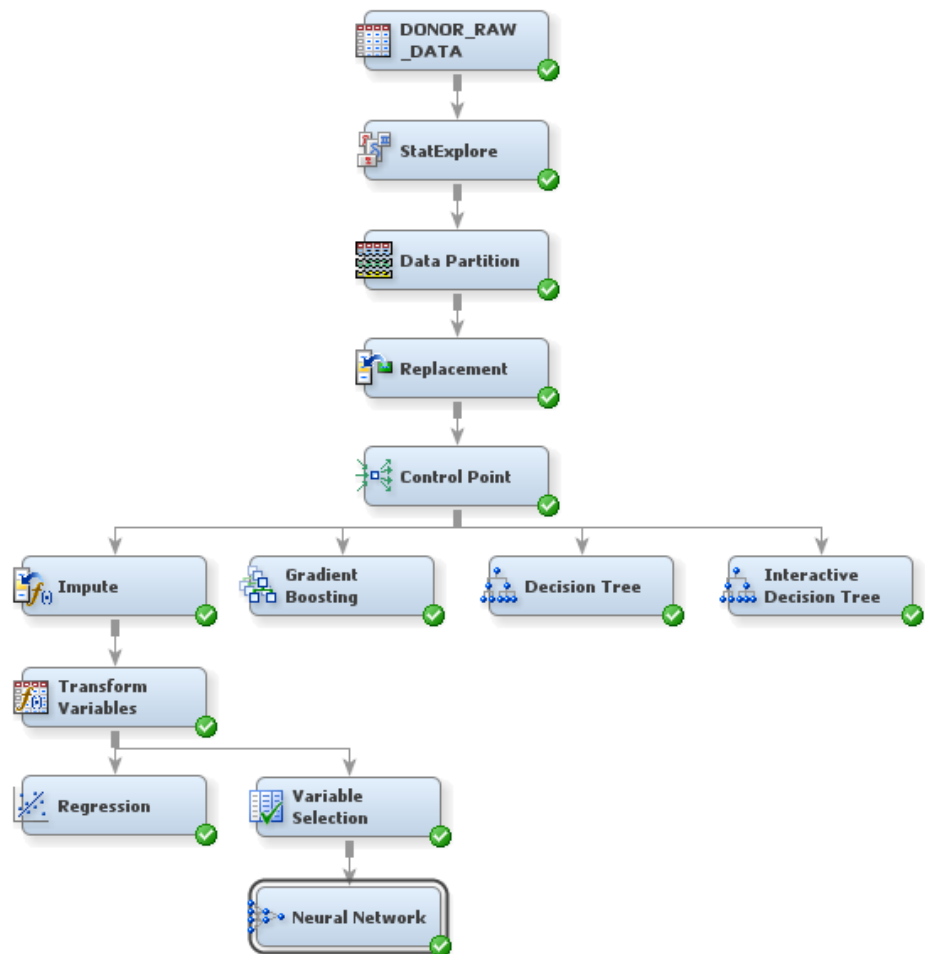 DONOR_RAW
_DATA
StatExplore
Data Partition
Replacement
Control Point
Impute
Gradient
Boosting
Decision Tree
Interactive
Decision Tree
Transform
Variables
Regression
Variable
Selection
Neural Network